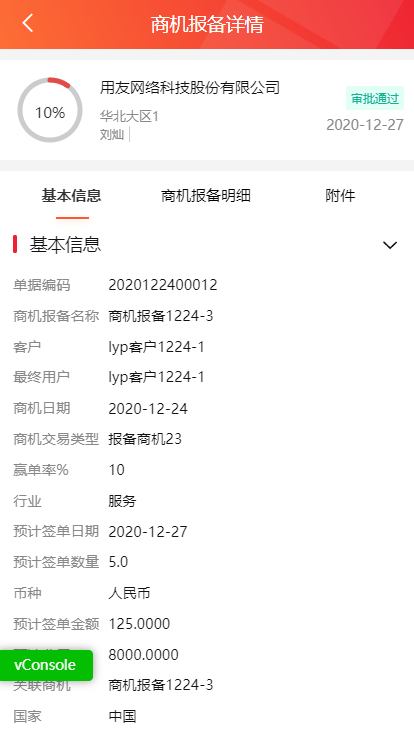 商机报备详情
10%
用友网络科技股份有限公司
华北大区1
刘灿
审批通过
2020-12-27
基本信息 商机报备明细 附件
基本信息
单据编码 2020122400012
商机报备名称 商机报备1224-3
客户 lyp客户1224-1
最终用户 lyp客户1224-1
商机日期 2020-12-24
商机交易类型 报备商机23
赢单率% 10
行业 服务
预计签单日期 2020-12-27
预计签单数量 5.0
币种 人民币
预计签单金额 125.0000
8000.0000
vConsole
关联商机 商机报备1224-3
国家 中国